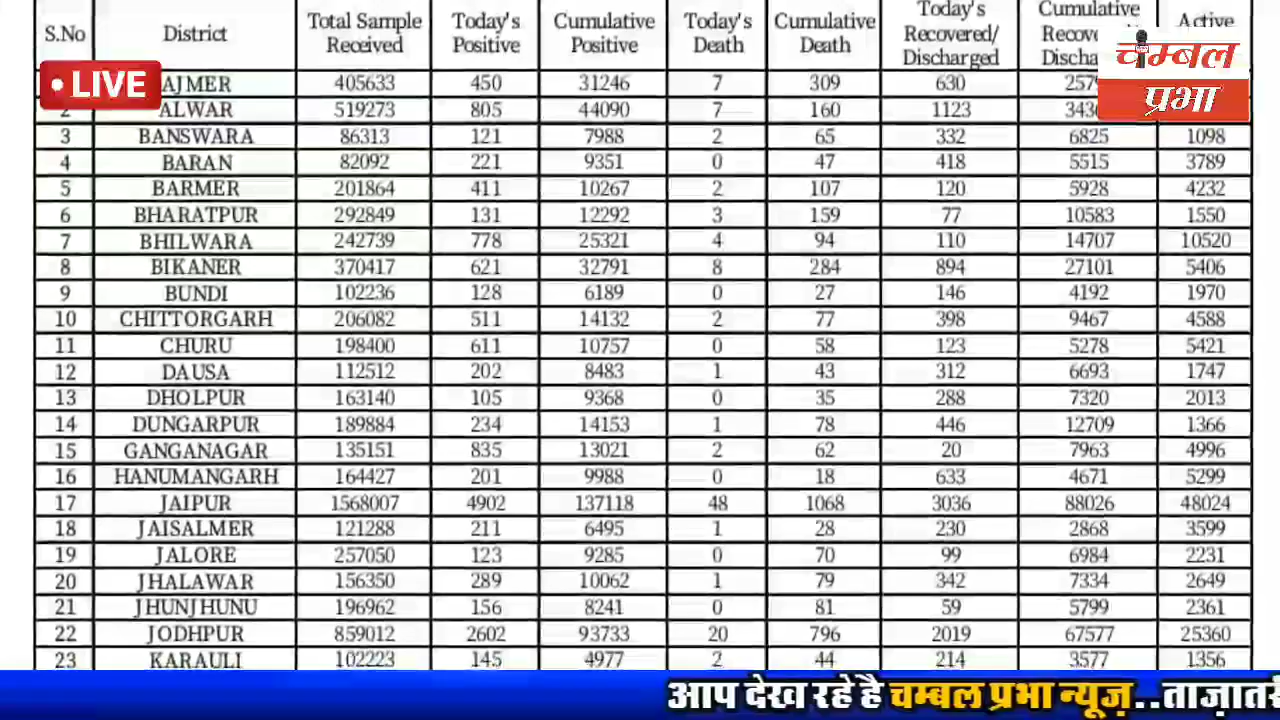 S.No District Total Sample Received Today's Positive Cumulative Positive Today's Death Cumulative Death Today's Recovered/ Discharged Cumulative Active
LIVE
चम्बल
प्रभा
AJMER 405633 450 31246 7 309 630
2 ALWAR 519273 805 44090 7 160 1123
3 BANSWARA 86313 121 7988 2 65 332 6825 1098
4 BARAN 82092 221 9351 0 47 418 5515 3789
5 BARMER 201864 411 10267 2 107 120 5928 4232
6 BHARATPUR 292849 131 12292 3 159 77 10583 1550
7 BHILWARA 242739 778 25321 4 94 110 14707 10520
8 BIKANER 370417 621 32791 8 284 894 27101 5406
9 BUNDI 102236 128 6189 0 27 146 4192 1970
10 CHITTORGARH 206082 511 14132 2 77 398 9467 4588
11 CHURU 198400 611 10757 0 58 123 5278 5421
12 DAUSA 112512 202 8483 1 43 312 6693 1747
13 DHOLPUR 163140 105 9368 0 35 288 7320 2013
14 DUNGARPUR 189884 234 14153 1 78 446 12709 1366
15 GANGANAGAR 135151 835 13021 2 62 20 7963 4996
16 HANUMANGARH 164427 201 9988 0 18 633 4671 5299
17 JAIPUR 1568007 4902 137118 48 1068 3036 88026 48024
18 JAISALMER 121288 211 6495 1 28 230 2868 3599
19 JALORE 257050 123 9285 0 70 99 6984 2231
20 JHALAWAR 156350 289 10062 1 79 342 7334 2649
21 JHUNJHUNU 196962 156 8241 0 81 59 5799 2361
22 JODHPUR 859012 2602 93733 20 796 2019 67577 25360
23 KARAULI 102223 145 4977 2 44 214 3577 1356
आप देख रहे है चम्बल प्रभा न्यूज़..